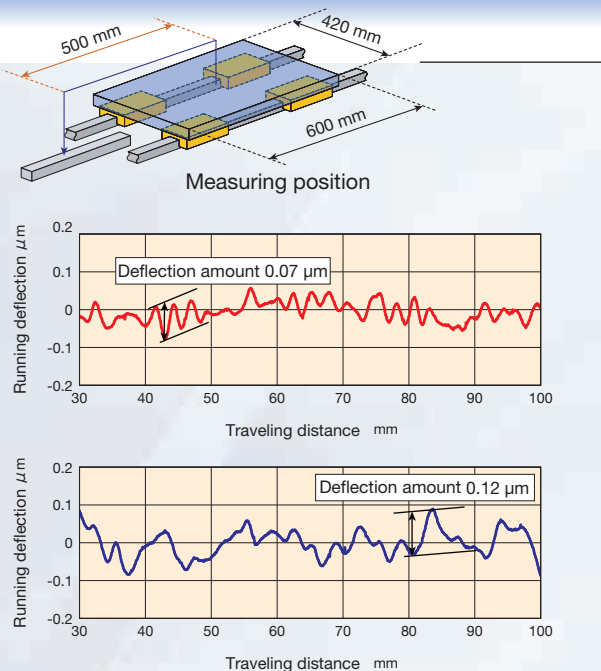 500 mm
420 mm
600 mm
Measuring position
Running deflection μm
0.2
0.1
0
-0.1
-0.2
Deflection amount 0.07 μm
30 40 50 60 70 80 90 100
Traveling distance mm
Running deflection μm
0.2
0.1
0
-0.1
-0.2
Deflection amount 0.12 μm
30 40 50 60 70 80 90 100
Traveling distance mm